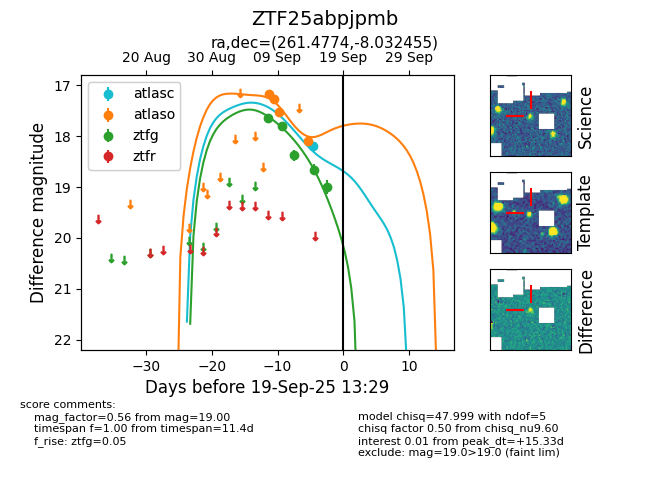 ZTF25abpjpmb
ra,dec=(261.4774,-8.032455)
20 Aug 30 Aug 09 Sep 19 Sep 29 Sep
atlasc
atlaso
ztfg
ztfr
17
18
19
20
21
22
Difference magnitude
−30 −20 −10 0 10
Days before 19-Sep-25 13:29
Science
Template
Difference
score comments:
mag_factor=0.56 from mag=19.00
timespan f=1.00 from timespan=11.4d
f_rise: ztfg=0.05
model chisq=47.999 with ndof=5
chisq factor 0.50 from chisq_nu9.60
interest 0.01 from peak_dt=+15.33d
exclude: mag=19.0>19.0 (faint lim)